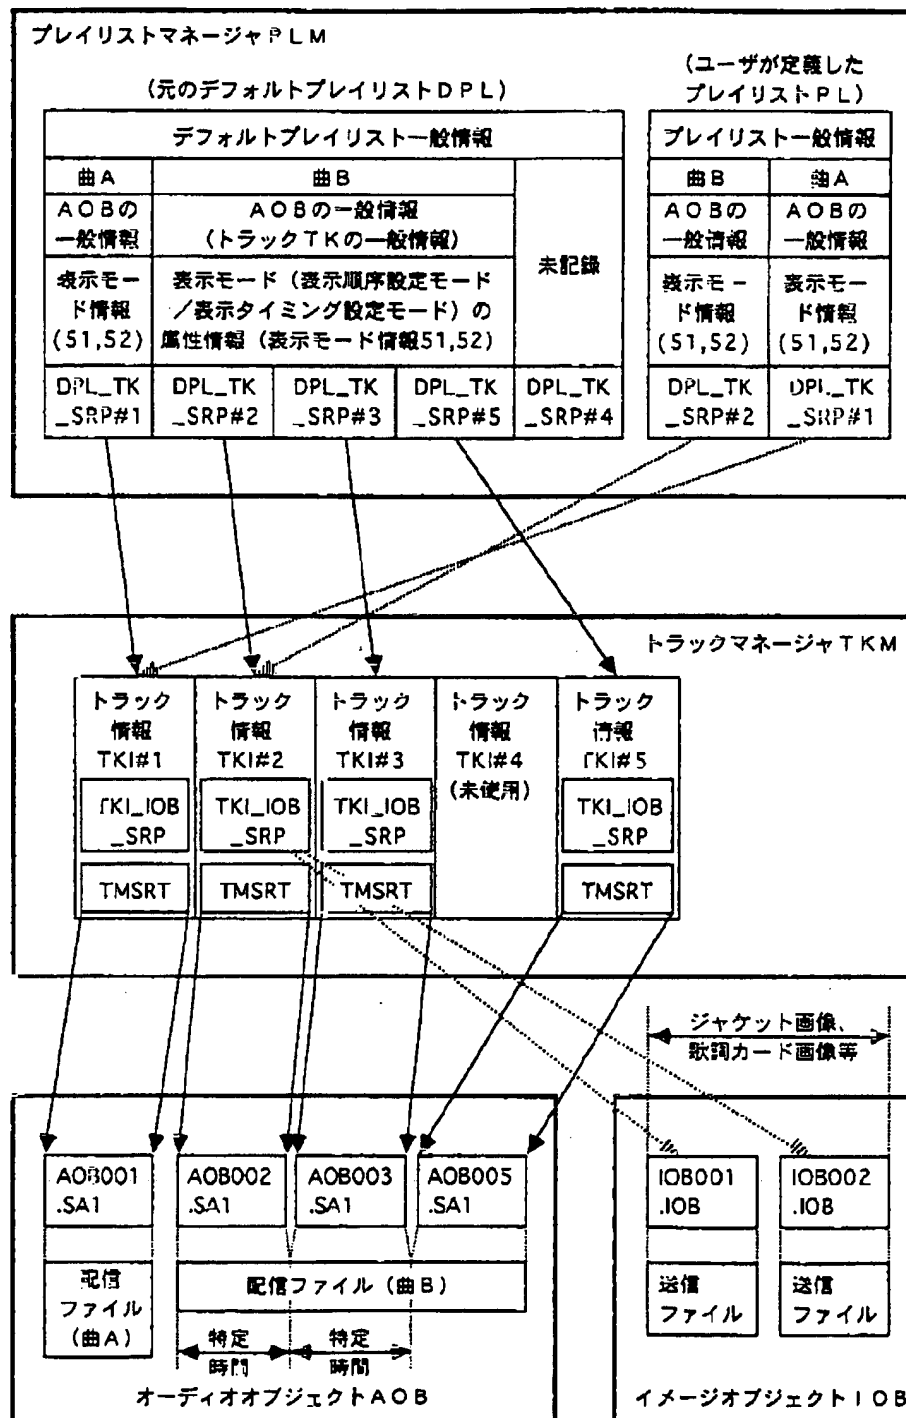 プレイリストマネージャPLM
(元のデフォルトプレイリストDPL)
(ユーザが定義した
プレイリストPL)
デフォルトプレイリスト一般情報
曲A
曲B
AOBの
一般情報
AOBの一般情報
(トラックTKの一般情報)
未記録
表示モー
ド情報
(51,52)
表示モード(表示順序設定モード
/表示タイミング設定モード)の
属性情報(表示モード情報51,52)
DPL_TK
_SRP#1
DPL_TK
_SRP#2
DPL_TK
_SRP#3
DPL_TK
_SRP#5
DPL_TK
_SRP#4
プレイリスト一般情報
曲B
曲A
AOBの
一般情報
AOBの
一般情報
表示モー
ド情報
(51,52)
表示モー
ド情報
(51,52)
DPL_TK
_SRP#2
DPL_TK
_SRP#1
トラックマネージャTKM
トラック
情報
TKI#1
TKI_IOB
_SRP
TMSRT
トラック
情報
TKI#2
TKI_IOB
_SRP
TMSRT
トラック
情報
TKI#3
TKI_IOB
_SRP
TMSRT
トラック
情報
TKI#4
(未使用)
トラック
情報
TKI#5
TKI_IOB
_SRP
TMSRT
ジャケット画像、
歌詞カード画像等
AOB001
.SA1
AOB002
.SA1
AOB003
.SA1
AOB005
.SA1
配信
ファイル
(曲A)
配信ファイル(曲B)
特定
時間
特定
時間
オーディオオブジェクトAOB
IOB001
.IOB
IOB002
.IOB
送信
ファイル
送信
ファイル
イメージオブジェクトIOB